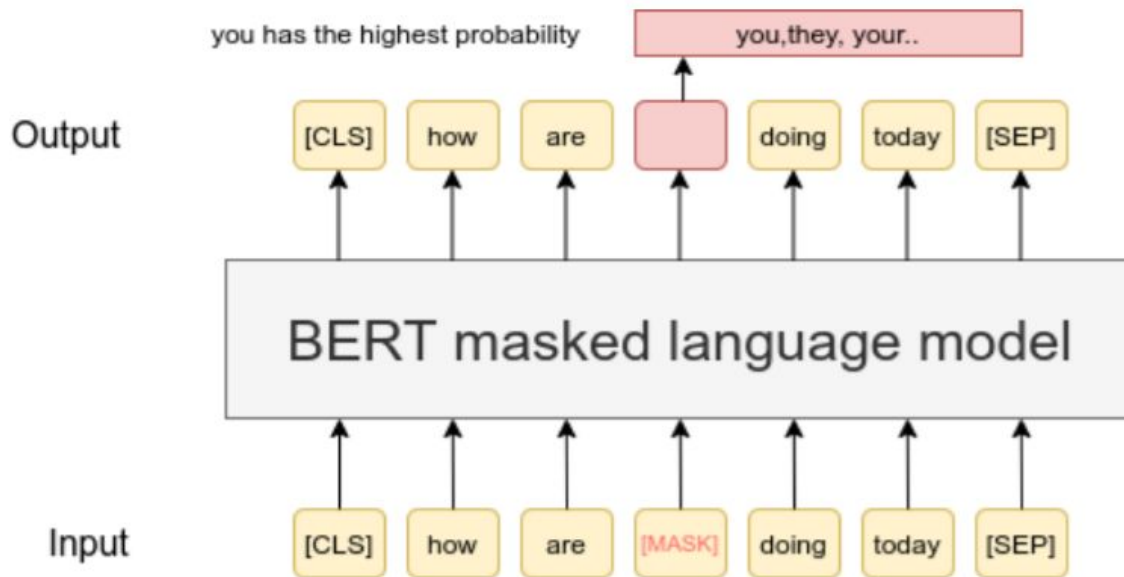 you has the highest probability
you,they, your..
Output
[CLS] how are doing today [SEP]
BERT masked language model
Input
[CLS] how are [MASK] doing today [SEP]